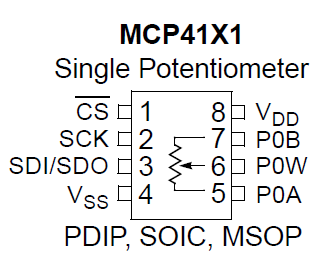 MCP41X1
Single Potentiometer
C̅S̅ 1 8 VDD
SCK 2 7 P0B
SDI/SDO 3 6 P0W
VSS 4 5 P0A
PDIP, SOIC, MSOP